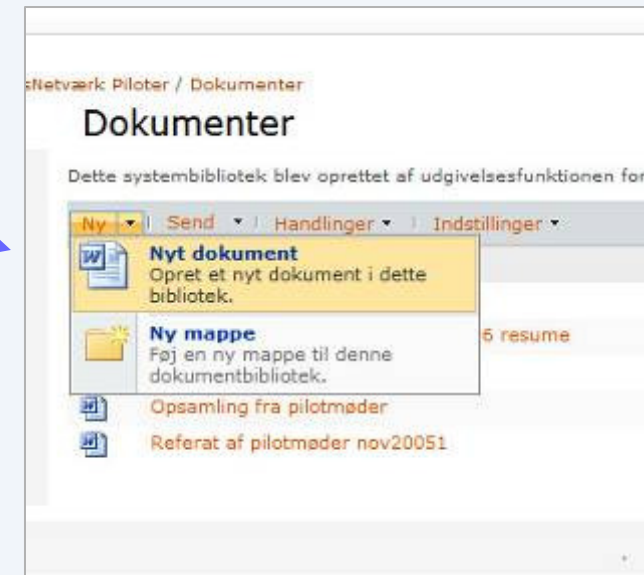 sNetværk Piloter / Dokumenter
Dokumenter
Dette systembibliotek blev oprettet af udgivelsesfunktionen for
Ny Send Handlinger Indstillinger
Nyt dokument
Opret et nyt dokument i dette
bibliotek.
6 resume
Ny mappe
Føj en ny mappe til denne
dokumentbibliotek.
Opsamling fra pilotmøder
Referat af pilotmøder nov20051